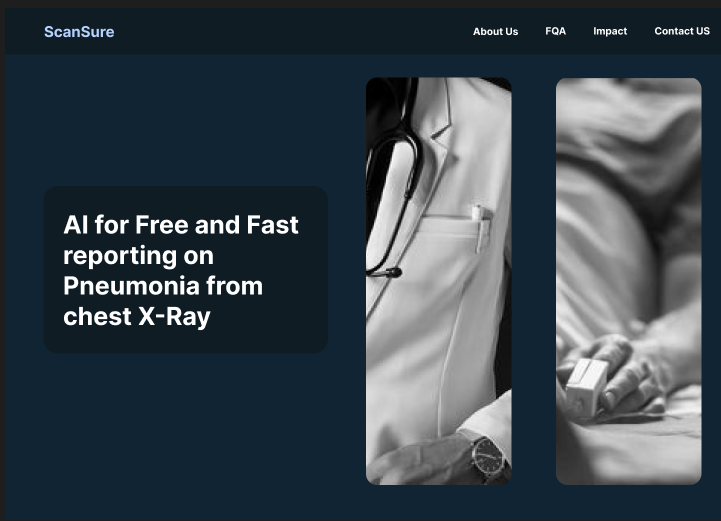 ScanSure
About Us
FQA
Impact
Contact US
AI for Free and Fast
reporting on
Pneumonia from
chest X-Ray